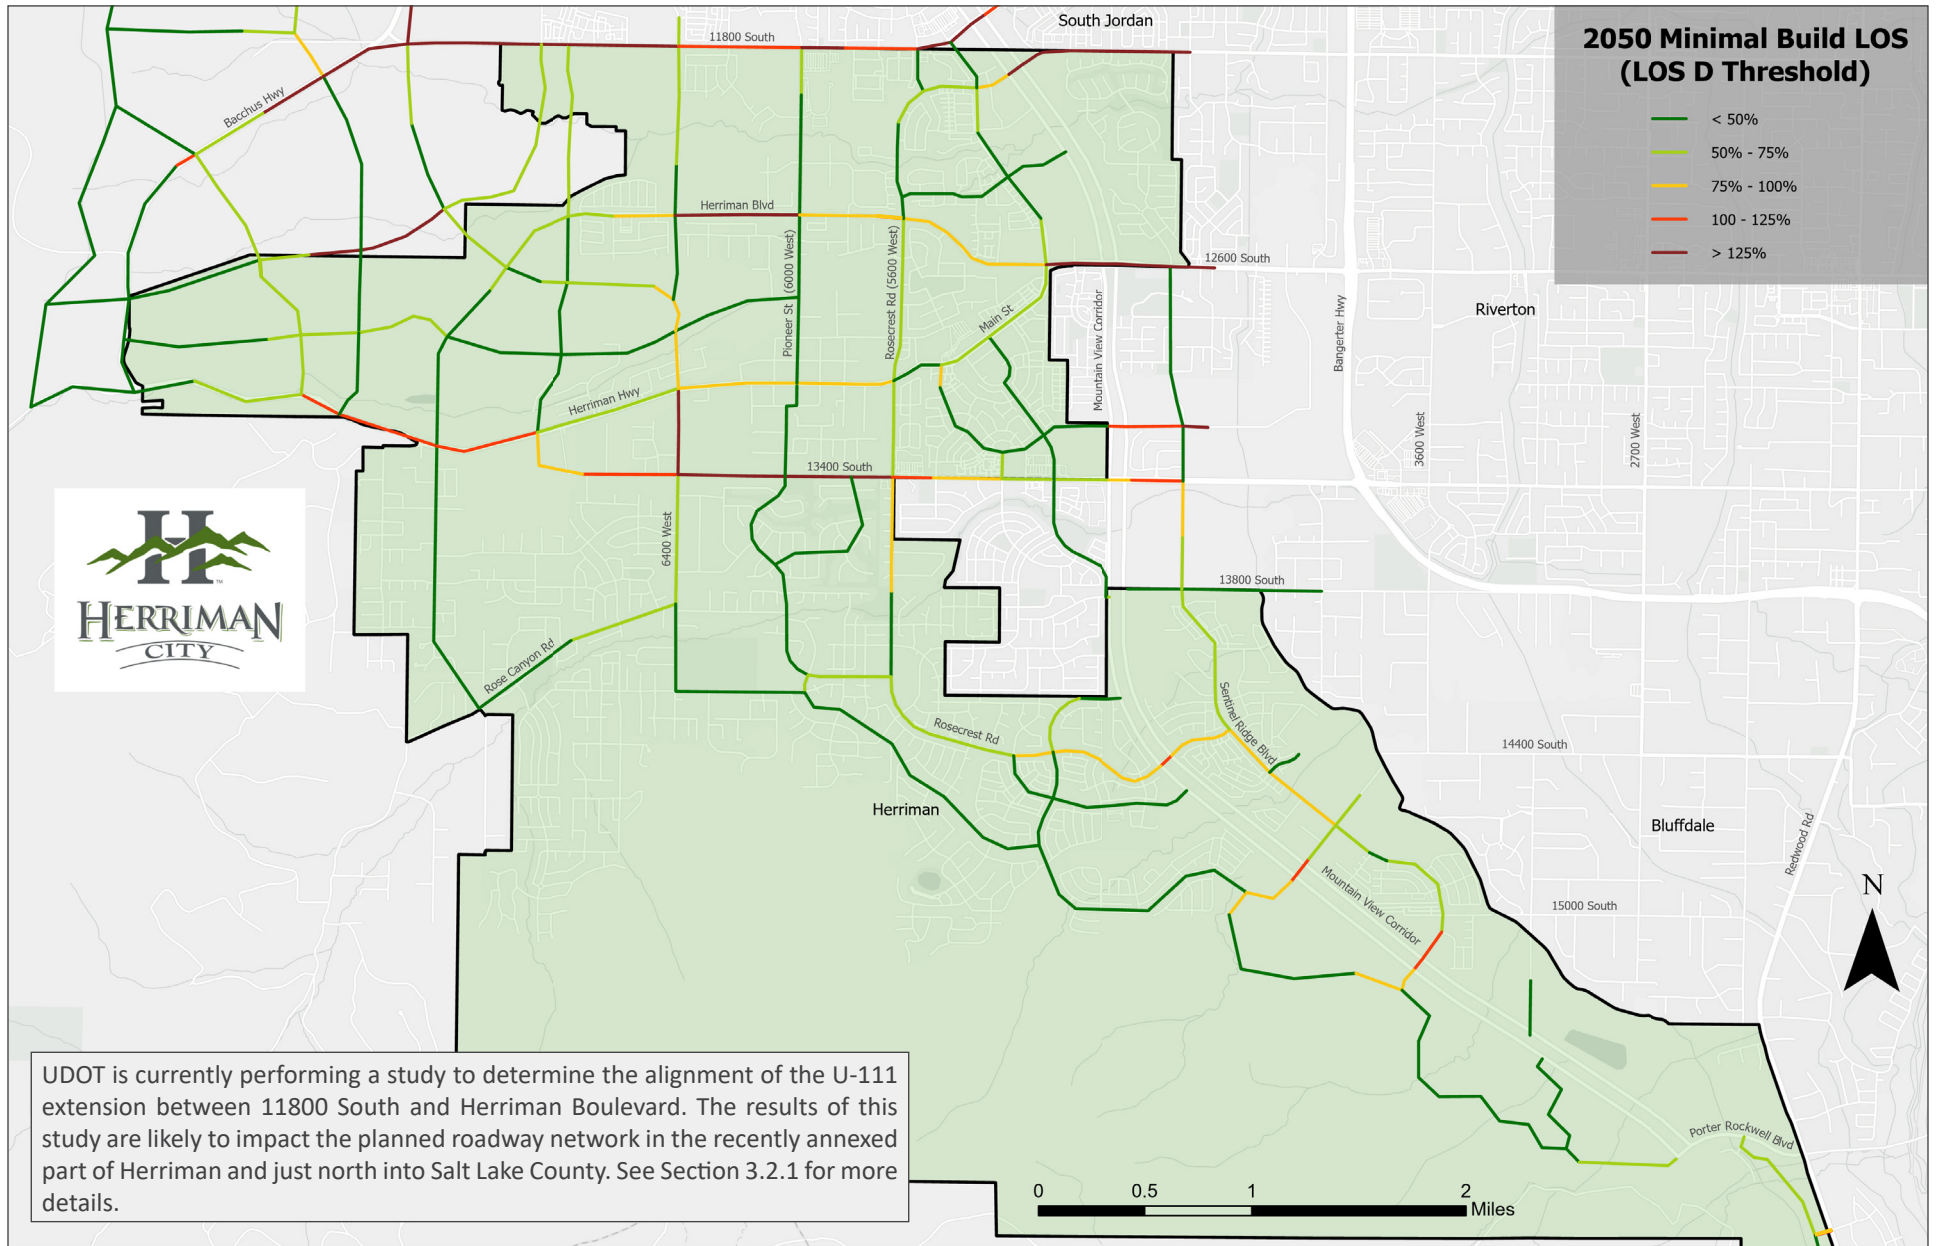 South Jordan
11800 South
2050 Minimal Build LOS
(LOS D Threshold)
< 50%
50% - 75%
75% - 100%
100 - 125%
> 125%
Bacchus Hwy
Herriman Blvd
Pioneer St (6000 West)
Rosecrest Rd (5600 West)
12600 South
Main St
Mountain View Corridor
Bangerter Hwy
Riverton
Herriman Hwy
3600 West
2700 West
13400 South
6400 West
H
TM
HERRIMAN
CITY
13800 South
Rose Canyon Rd
Sentinel Ridge Blvd
Rosecrest Rd
14400 South
Herriman
Bluffdale
Redwood Rd
Mountain View Corridor
15000 South
N
UDOT is currently performing a study to determine the alignment of the U-111
extension between 11800 South and Herriman Boulevard. The results of this
study are likely to impact the planned roadway network in the recently annexed
part of Herriman and just north into Salt Lake County. See Section 3.2.1 for more
details.
Porter Rockwell Blvd
0 0.5 1 2
Miles